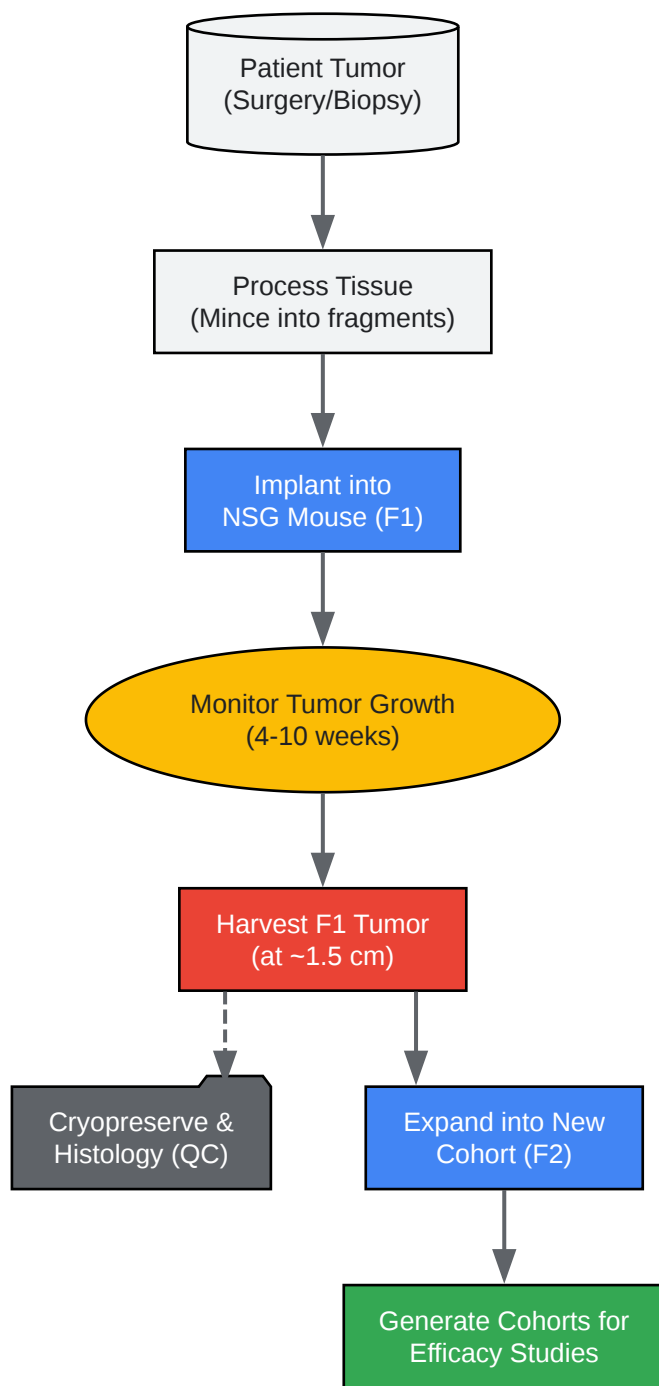 Patient Tumor
(Surgery/Biopsy)
Process Tissue
(Mince into fragments)
Implant into
NSG Mouse (F1)
Monitor Tumor Growth
(4-10 weeks)
Harvest F1 Tumor
(at ~1.5 cm)
Cryopreserve &
Histology (QC)
Expand into New
Cohort (F2)
Generate Cohorts for
Efficacy Studies